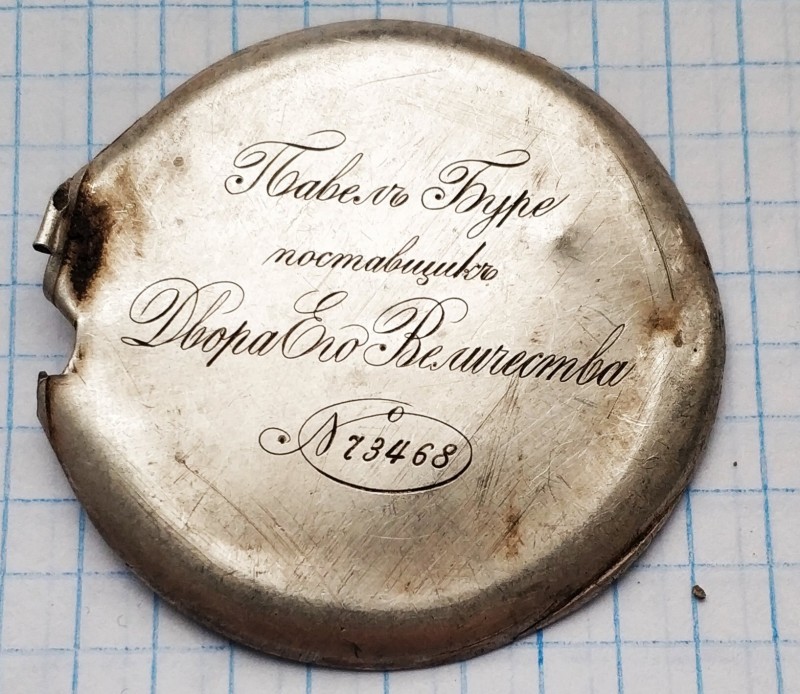 Павелъ Буре
поставщикъ
Двора Его Величества
№ 73468